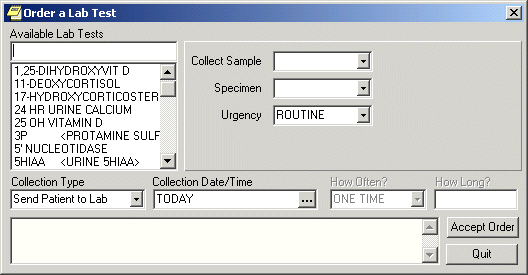 Order a Lab Test
Available Lab Tests
1,25-DIHYDROXYVIT D
11-DEOXYCORTISOL
17-HYDROXYCORTICOSTER
24 HR URINE CALCIUM
25 OH VITAMIN D
3P <PROTAMINE SULF
5' NUCLEOTIDASE
5HIAA <URINE 5HIAA>
Collect Sample
Specimen
Urgency ROUTINE
Collection Type Collection Date/Time How Often? How Long?
Send Patient to Lab TODAY ... ONE TIME
Accept Order
Quit